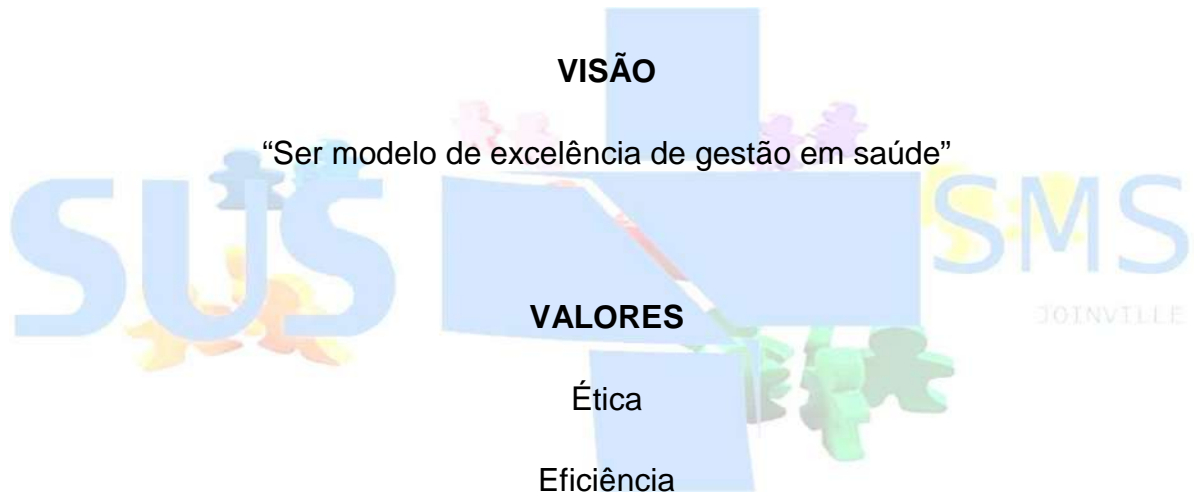 VISÃO
“Ser modelo de excelência de gestão em saúde”
SUS
SMS
JOINVILLE
VALORES
Ética
Eficiência